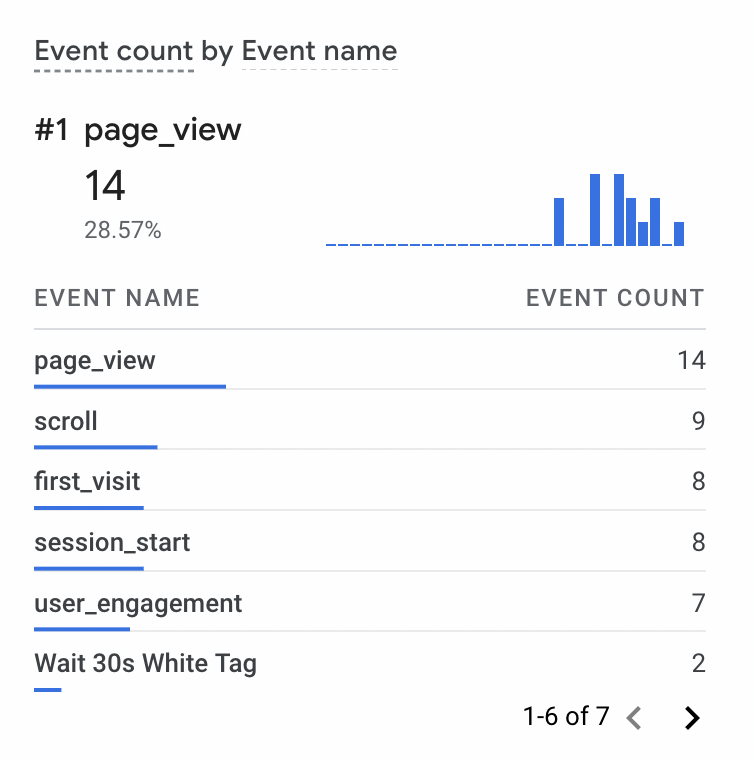 Event count by Event name
#1 page_view
14
28.57%
EVENT NAME EVENT COUNT
page_view 14
scroll 9
first_visit 8
session_start 8
user_engagement 7
Wait 30s White Tag 2
1-6 of 7